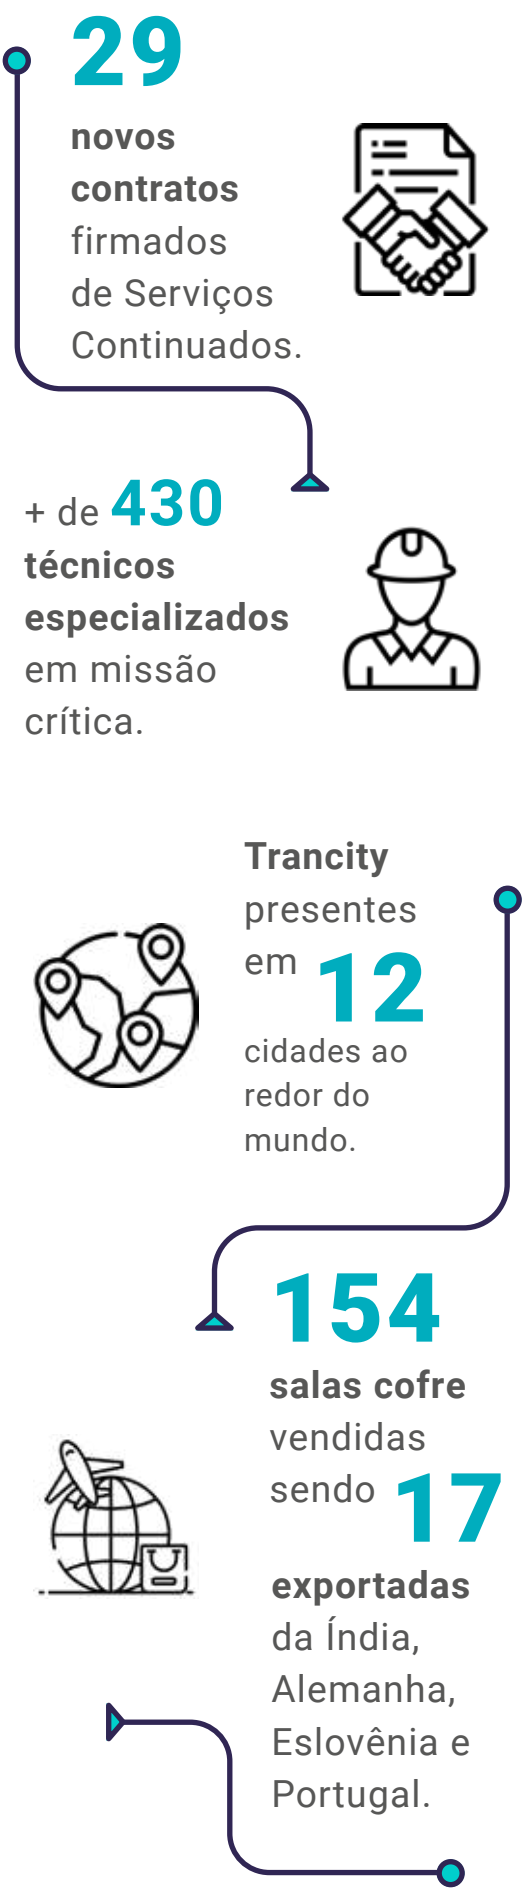 29
novos
contratos
firmados
de Serviços
Continuados.
+ de 430
técnicos
especializados
em missão
crítica.
Trancity
presentes
em 12
cidades ao
redor do
mundo.
154
salas cofre
vendidas
sendo 17
exportadas
da Índia,
Alemanha,
Eslovênia e
Portugal.